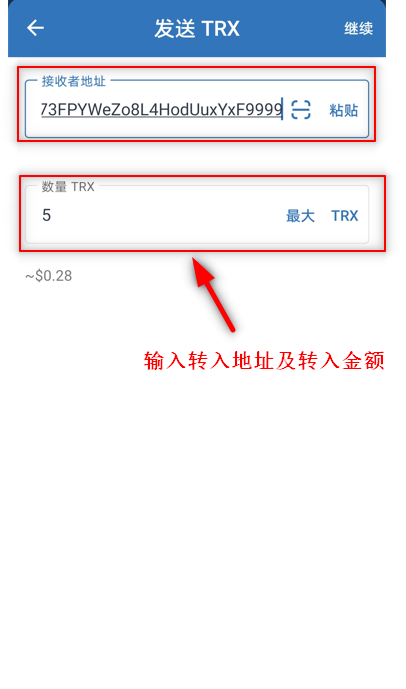 发送 TRX
继续
接收者地址
73FPYWeZo8L4HodUuxYxF9999
粘贴
数量 TRX
5
最大
TRX
~$0.28
输入转入地址及转入金额